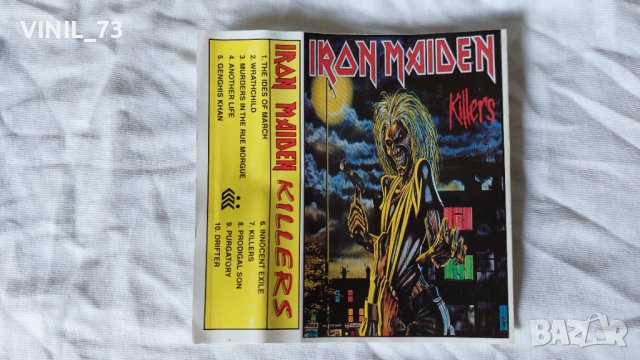 VINIL_73
IRON MAIDEN
Killers
IRON MAIDEN KILLERS
1. THE IDES OF MARCH
2. WRATHCHILD
3. MURDERS IN THE RUE MORGUE
4. ANOTHER LIFE
5. GENGHIS KHAN
6. INNOCENT EXILE
7. KILLERS
8. PRODIGAL SON
9. PURGATORY
10. DRIFTER
BAZAR